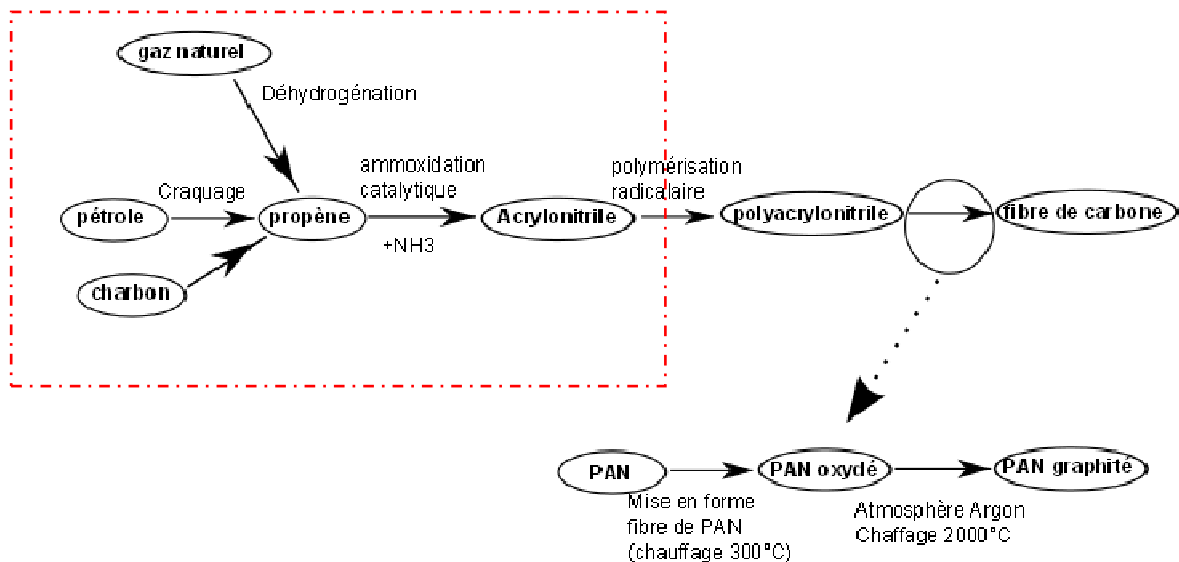 gaz naturel
Déhydrogénation
ammoxidation
catalytique
polymérisation
radicalaire
Craquage
pétrole
propène
Acrylonitrile
polyacrylonitrile
fibre de carbone
+NH3
charbon
PAN
PAN oxydé
PAN graphité
Mise en forme
fibre de PAN
(chauffage 300°C)
Atmosphère Argon
Chaffage 2000°C